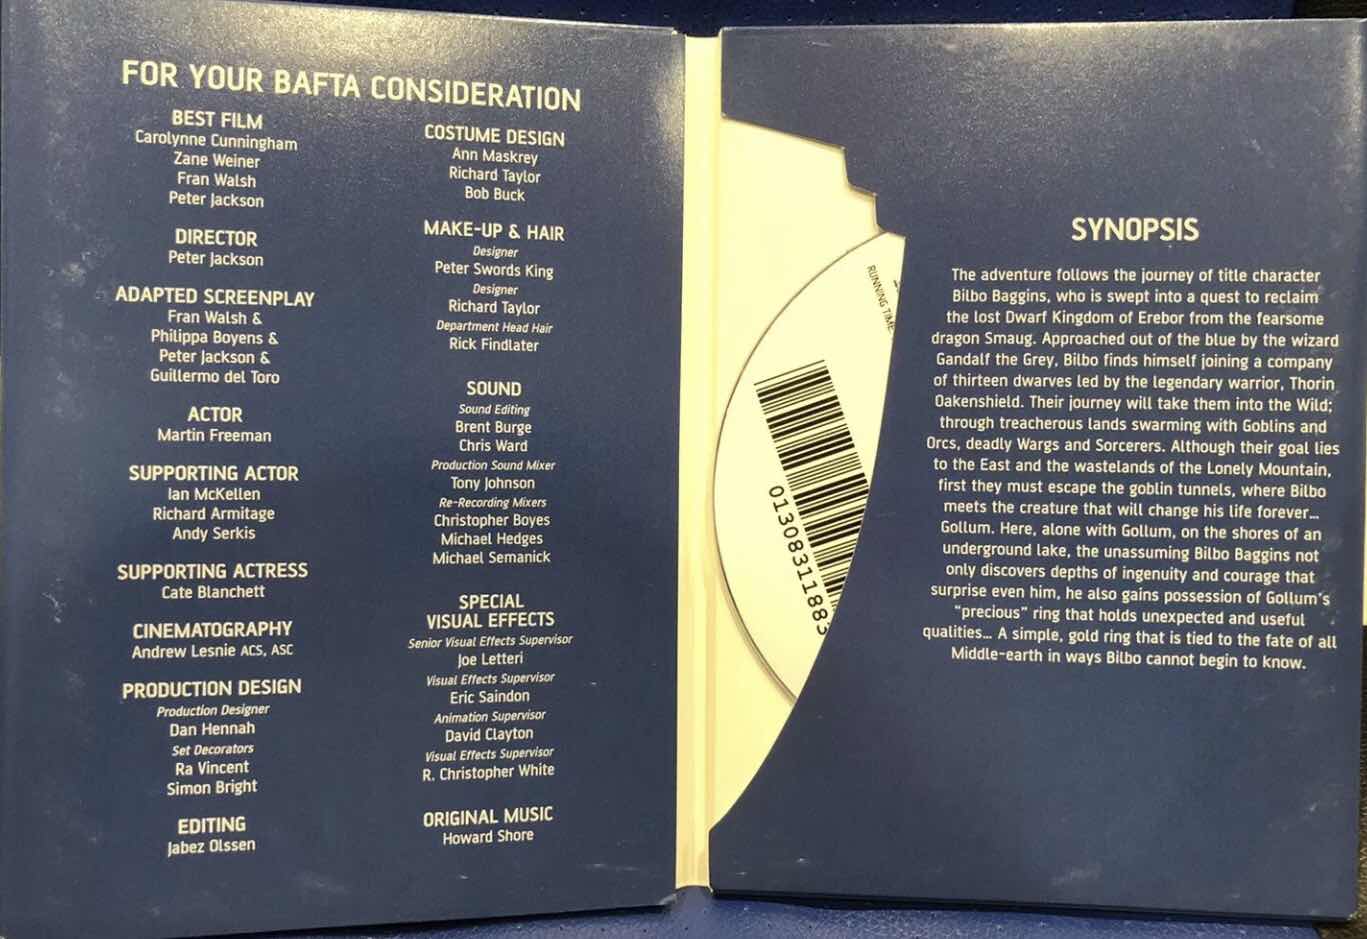 FOR YOUR BAFTA CONSIDERATION
BEST FILM
Carolynne Cunningham
Zane Weiner
Fran Walsh
Peter Jackson
DIRECTOR
Peter Jackson
ADAPTED SCREENPLAY
Fran Walsh &
Philippa Boyens &
Peter Jackson &
Guillermo del Toro
ACTOR
Martin Freeman
SUPPORTING ACTOR
Ian McKellen
Richard Armitage
Andy Serkis
SUPPORTING ACTRESS
Cate Blanchett
CINEMATOGRAPHY
Andrew Lesnie ACS, ASC
PRODUCTION DESIGN
Production Designer
Dan Hennah
Set Decorators
Ra Vincent
Simon Bright
EDITING
Jabez Olssen
COSTUME DESIGN
Ann Maskrey
Richard Taylor
Bob Buck
MAKE-UP & HAIR
Designer
Peter Swords King
Designer
Richard Taylor
Department Head Hair
Rick Findlater
SOUND
Sound Editing
Brent Burge
Chris Ward
Production Sound Mixer
Tony Johnson
Re-Recording Mixers
Christopher Boyes
Michael Hedges
Michael Semanick
SPECIAL
VISUAL EFFECTS
Senior Visual Effects Supervisor
Joe Letteri
Visual Effects Supervisor
Eric Saindon
Animation Supervisor
David Clayton
Visual Effects Supervisor
R. Christopher White
ORIGINAL MUSIC
Howard Shore
RUNNING TIME
01308311883
SYNOPSIS
The adventure follows the journey of title character
Bilbo Baggins, who is swept into a quest to reclaim
the lost Dwarf Kingdom of Erebor from the fearsome
dragon Smaug. Approached out of the blue by the wizard
Gandalf the Grey, Bilbo finds himself joining a company
of thirteen dwarves led by the legendary warrior, Thorin
Oakenshield. Their journey will take them into the Wild;
through treacherous lands swarming with Goblins and
Orcs, deadly Wargs and Sorcerers. Although their goal lies
to the East and the wastelands of the Lonely Mountain,
first they must escape the goblin tunnels, where Bilbo
meets the creature that will change his life forever...
Gollum. Here, alone with Gollum, on the shores of an
underground lake, the unassuming Bilbo Baggins not
only discovers depths of ingenuity and courage that
surprise even him, he also gains possession of Gollum's
"precious" ring that holds unexpected and useful
qualities... A simple, gold ring that is tied to the fate of all
Middle-earth in ways Bilbo cannot begin to know.